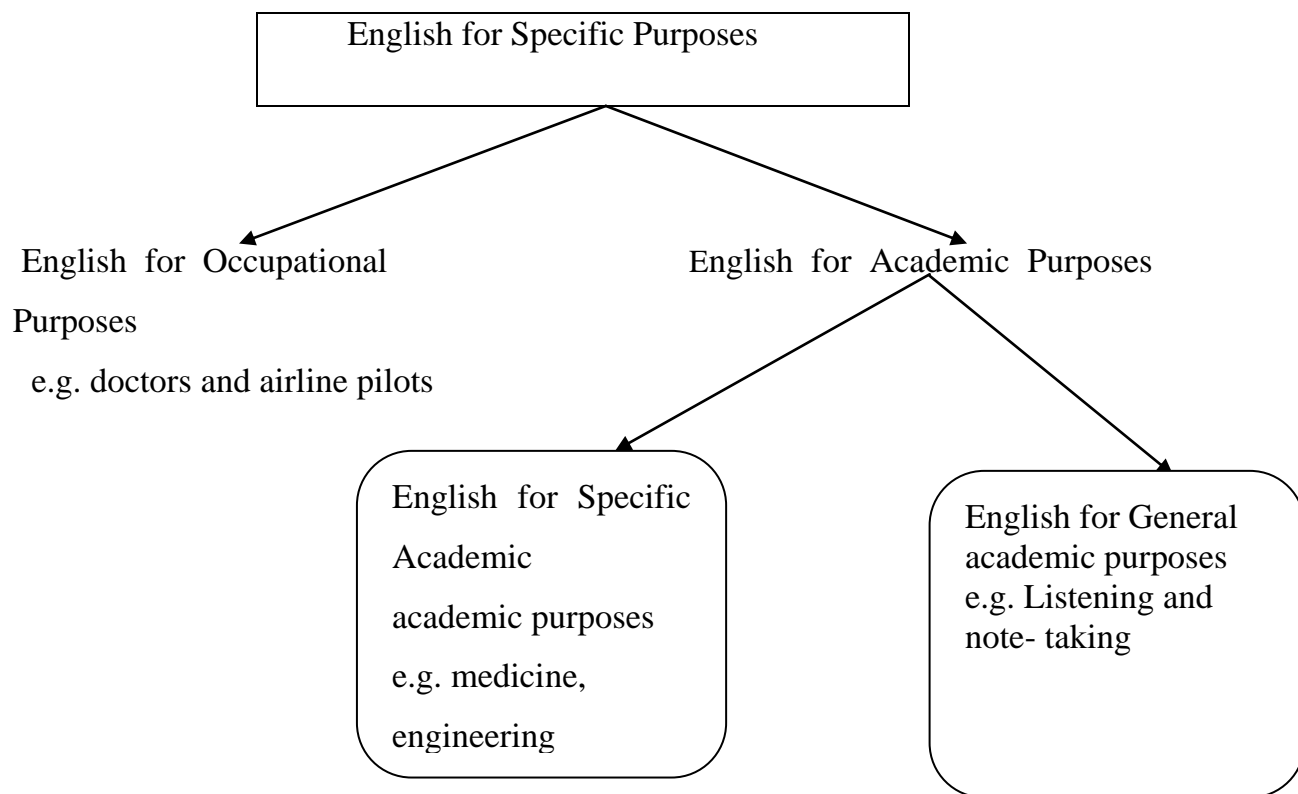 English for Specific Purposes
English for Occupational
Purposes
e.g. doctors and airline pilots
English for Academic Purposes
English for Specific
Academic
academic purposes
e.g. medicine,
engineering
English for General
academic purposes
e.g. Listening and
note- taking